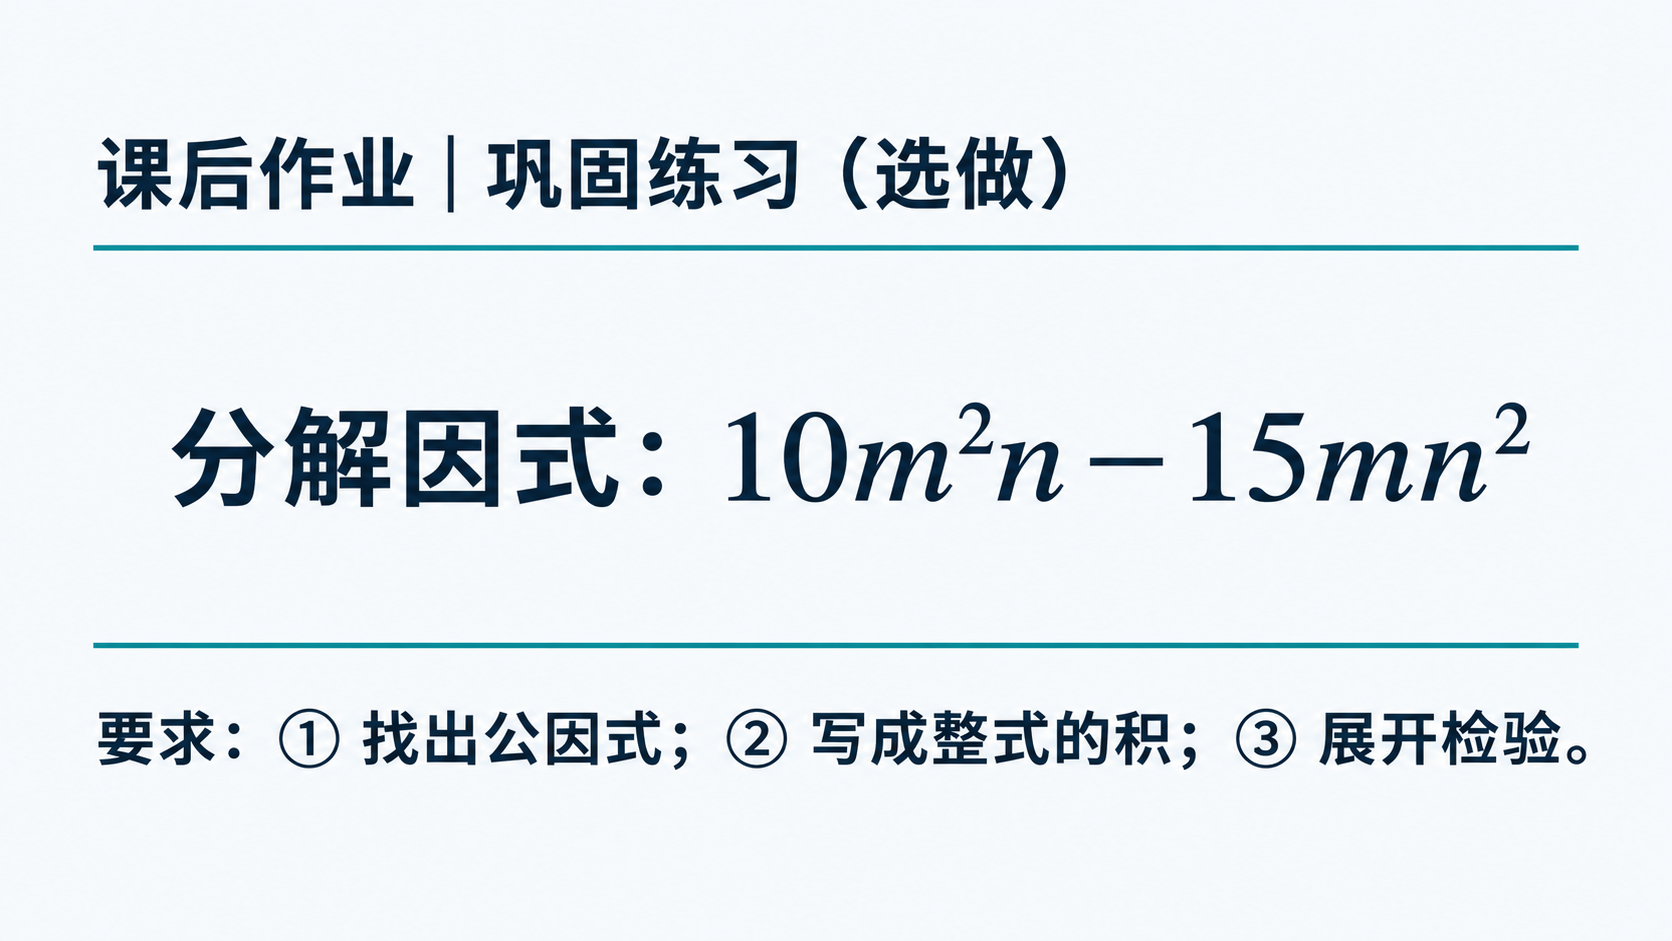 课后作业｜巩固练习（选做）
分解因式：10m²n－15mn²
要求：① 找出公因式；② 写成整式的积；③ 展开检验。